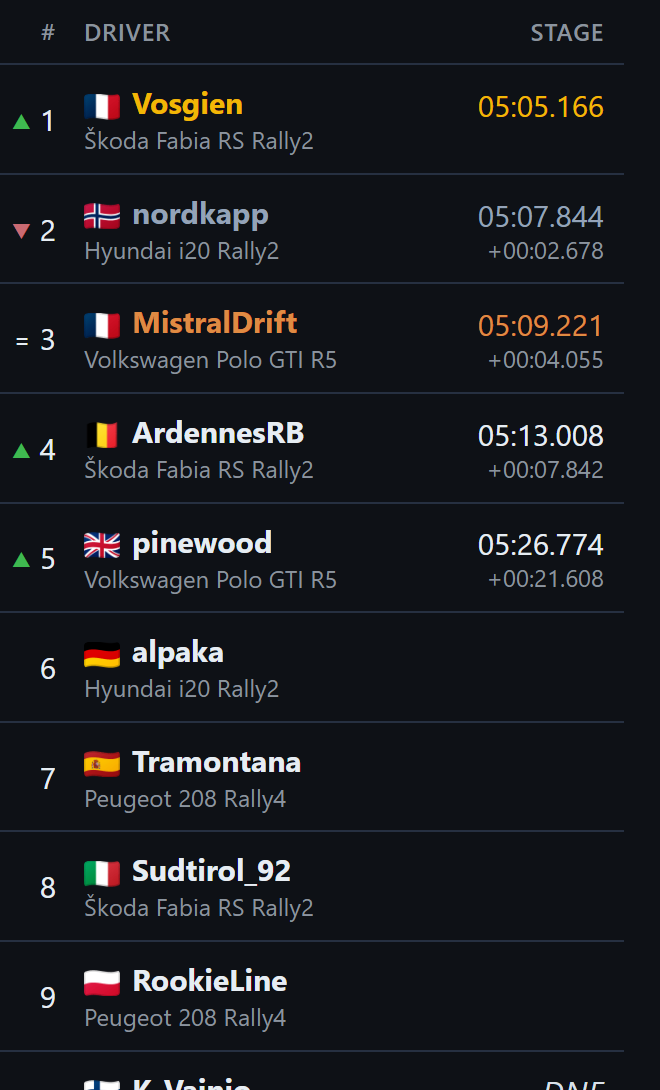 # DRIVER STAGE
1 Vosgien 05:05.166
Škoda Fabia RS Rally2
2 nordkapp 05:07.844
Hyundai i20 Rally2 +00:02.678
= 3 MistralDrift 05:09.221
Volkswagen Polo GTI R5 +00:04.055
4 ArdennesRB 05:13.008
Škoda Fabia RS Rally2 +00:07.842
5 pinewood 05:26.774
Volkswagen Polo GTI R5 +00:21.608
6 alpaka
Hyundai i20 Rally2
7 Tramontana
Peugeot 208 Rally4
8 Sudtirol_92
Škoda Fabia RS Rally2
9 RookieLine
Peugeot 208 Rally4